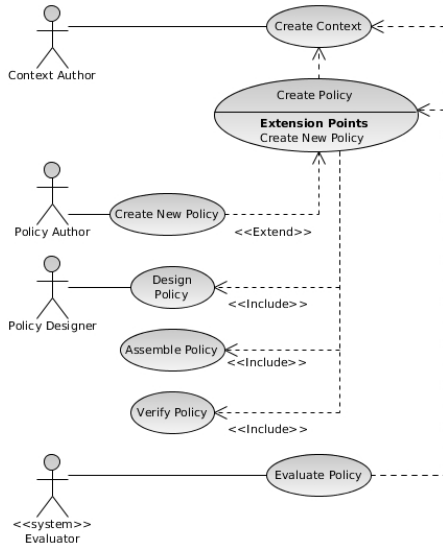 Create Context
Context Author
Create Policy
Extension Points
Create New Policy
Create New Policy
Policy Author
<<Extend>>
Design
Policy
<<Include>>
Policy Designer
Assemble Policy
<<Include>>
Verify Policy
<<Include>>
Evaluate Policy
<<system>>
Evaluator